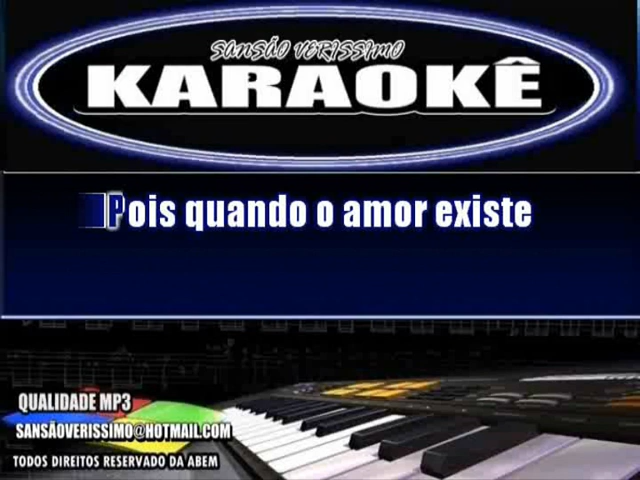 SANSÃO VERISSIMO
KARAOKÊ
Pois quando o amor existe
QUALIDADE MP3
SANSÃOVERISSIMO@HOTMAIL.COM
TODOS DIREITOS RESERVADO DA ABEM